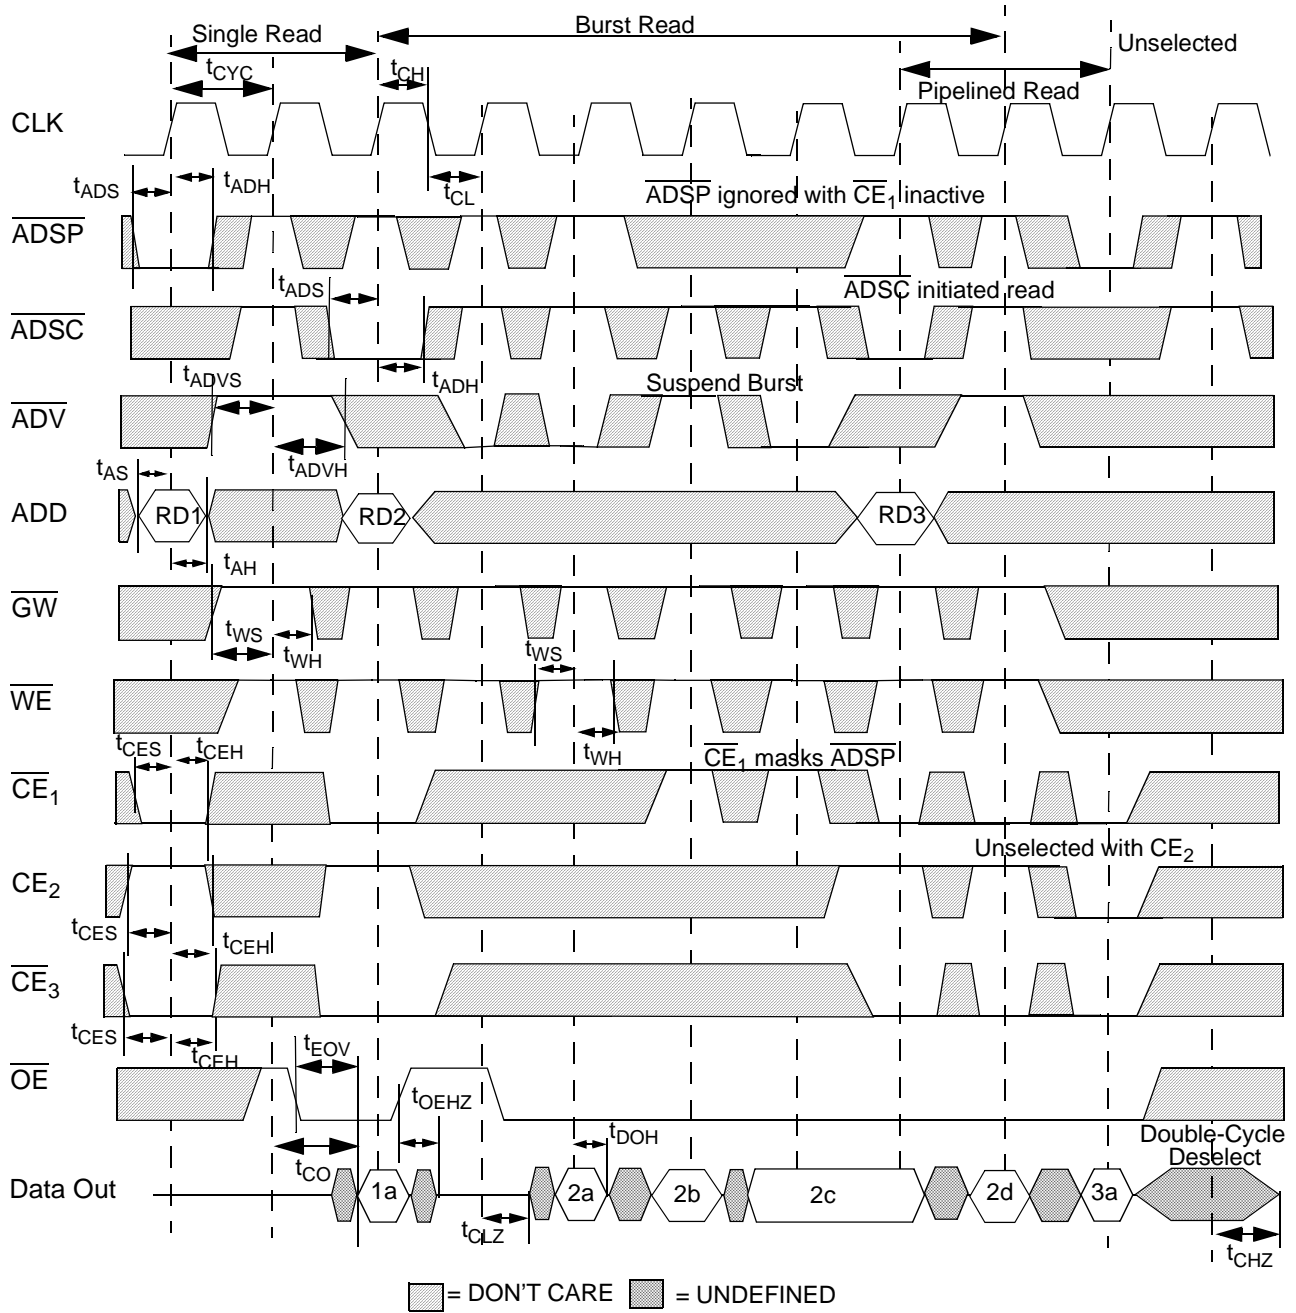 Single Read
Burst Read
Unselected
tCYC
tCH
Pipelined Read
CLK
tADS
tADH
tCL
ADSP ignored with CE1 inactive
ADSP
tADS
ADSC initiated read
ADSC
tADVS
tADH
Suspend Burst
ADV
tAS
tADVH
ADD
RD1
RD2
RD3
tAH
GW
tWS
tWH
tWS
WE
tCES
tCEH
tWH
CE1 masks ADSP
CE1
Unselected with CE2
CE2
tCES
tCEH
CE3
tCES
tCEH
tEOV
OE
tOEHZ
tDOH
Double-Cycle
Deselect
tCO
Data Out
1a
2a
2b
2c
2d
3a
tCLZ
tCHZ
= DON'T CARE
= UNDEFINED